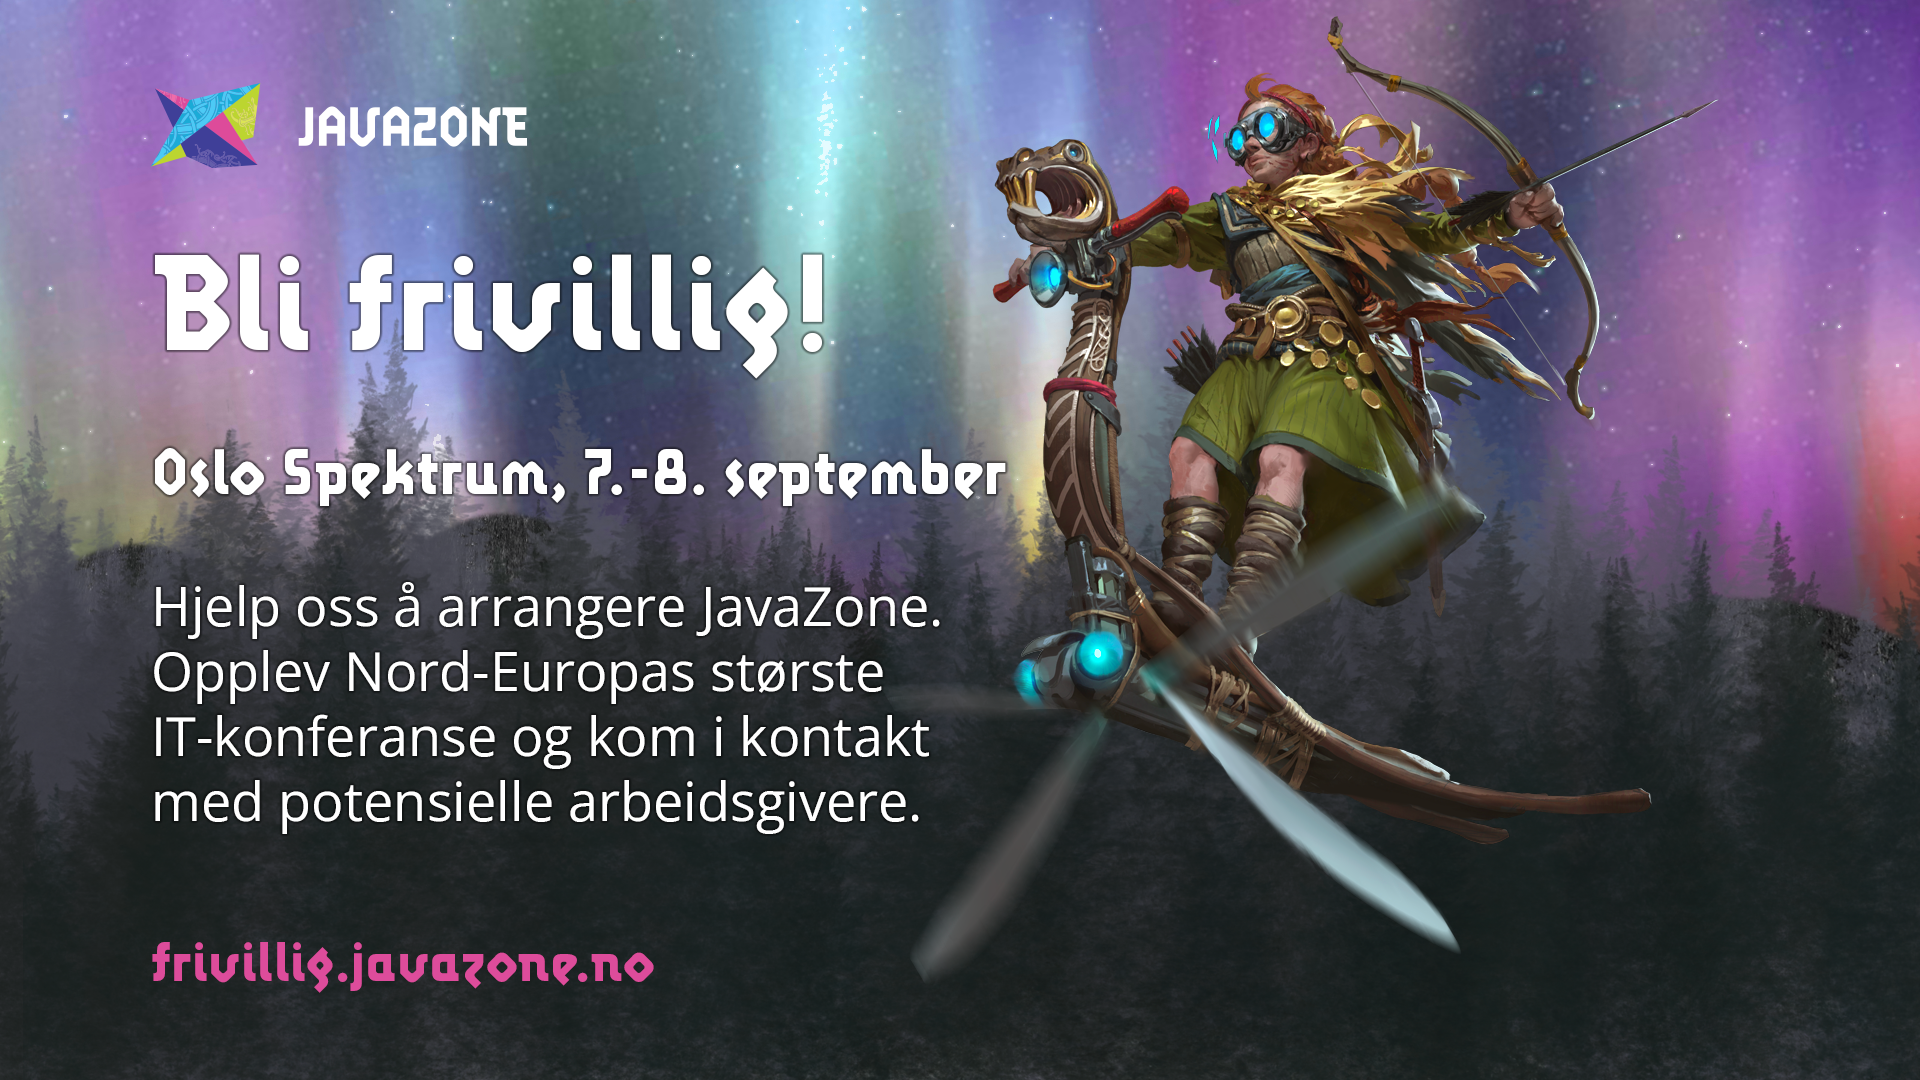 JAVAZONE
Bli frivillig!
Oslo Spektrum, 7.-8. september
Hjelp oss å arrangere JavaZone.
Opplev Nord-Europas største
IT-konferanse og kom i kontakt
med potensielle arbeidsgivere.
frivillig.javazone.no